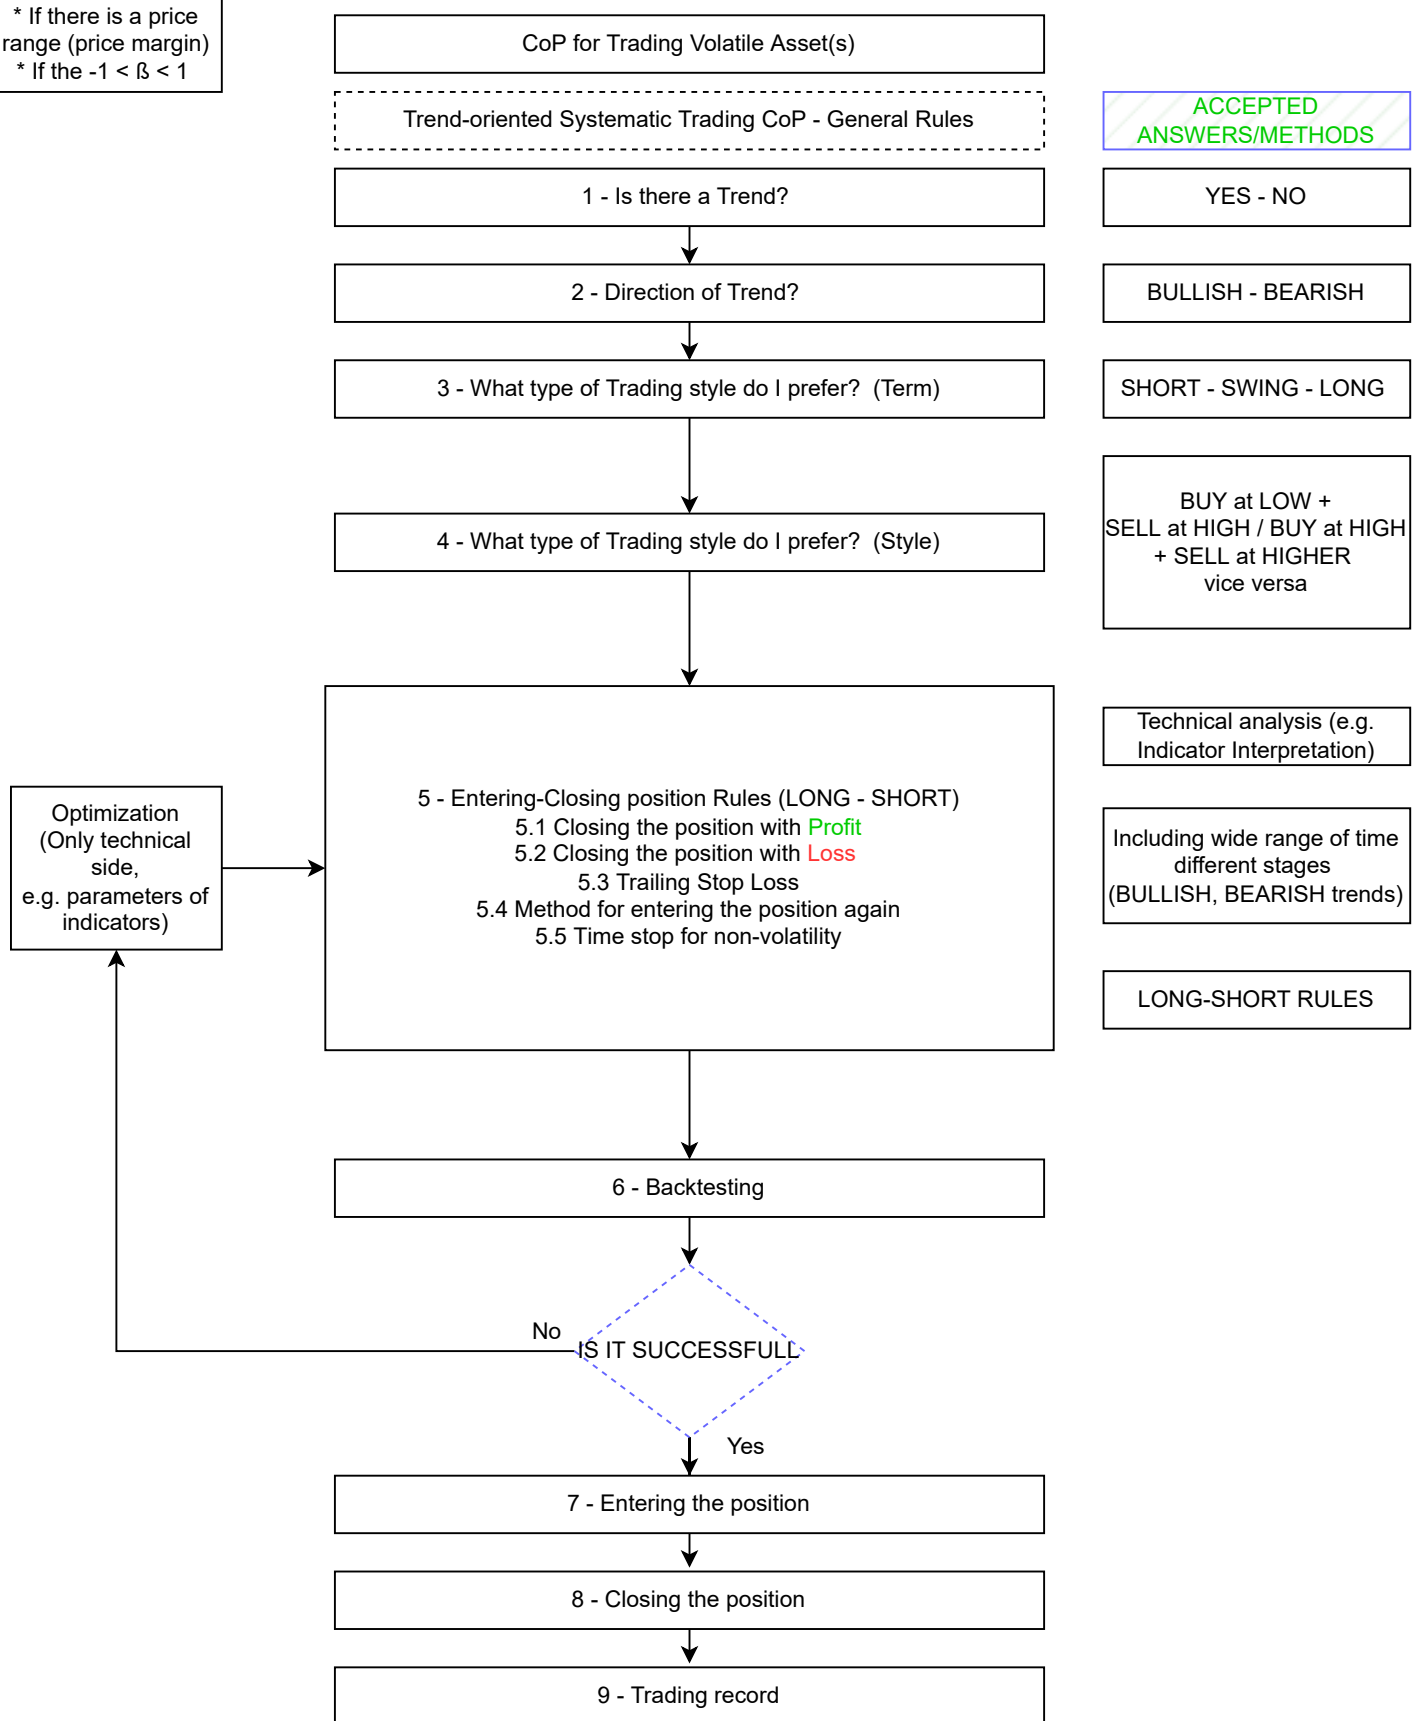 * If there is a price
range (price margin)
* If the -1 < ß < 1
CoP for Trading Volatile Asset(s)
Trend-oriented Systematic Trading CoP - General Rules
ACCEPTED
ANSWERS/METHODS
1 - Is there a Trend?
YES - NO
2 - Direction of Trend?
BULLISH - BEARISH
3 - What type of Trading style do I prefer?  (Term)
SHORT - SWING - LONG
4 - What type of Trading style do I prefer?  (Style)
BUY at LOW +
SELL at HIGH / BUY at HIGH
+ SELL at HIGHER
vice versa
5 - Entering-Closing position Rules (LONG - SHORT)
5.1 Closing the position with Profit
5.2 Closing the position with Loss
5.3 Trailing Stop Loss
5.4 Method for entering the position again
5.5 Time stop for non-volatility
Technical analysis (e.g.
Indicator Interpretation)
Including wide range of time
different stages
(BULLISH, BEARISH trends)
LONG-SHORT RULES
Optimization
(Only technical
side,
e.g. parameters of
indicators)
6 - Backtesting
IS IT SUCCESSFULL
No
Yes
7 - Entering the position
8 - Closing the position
9 - Trading record